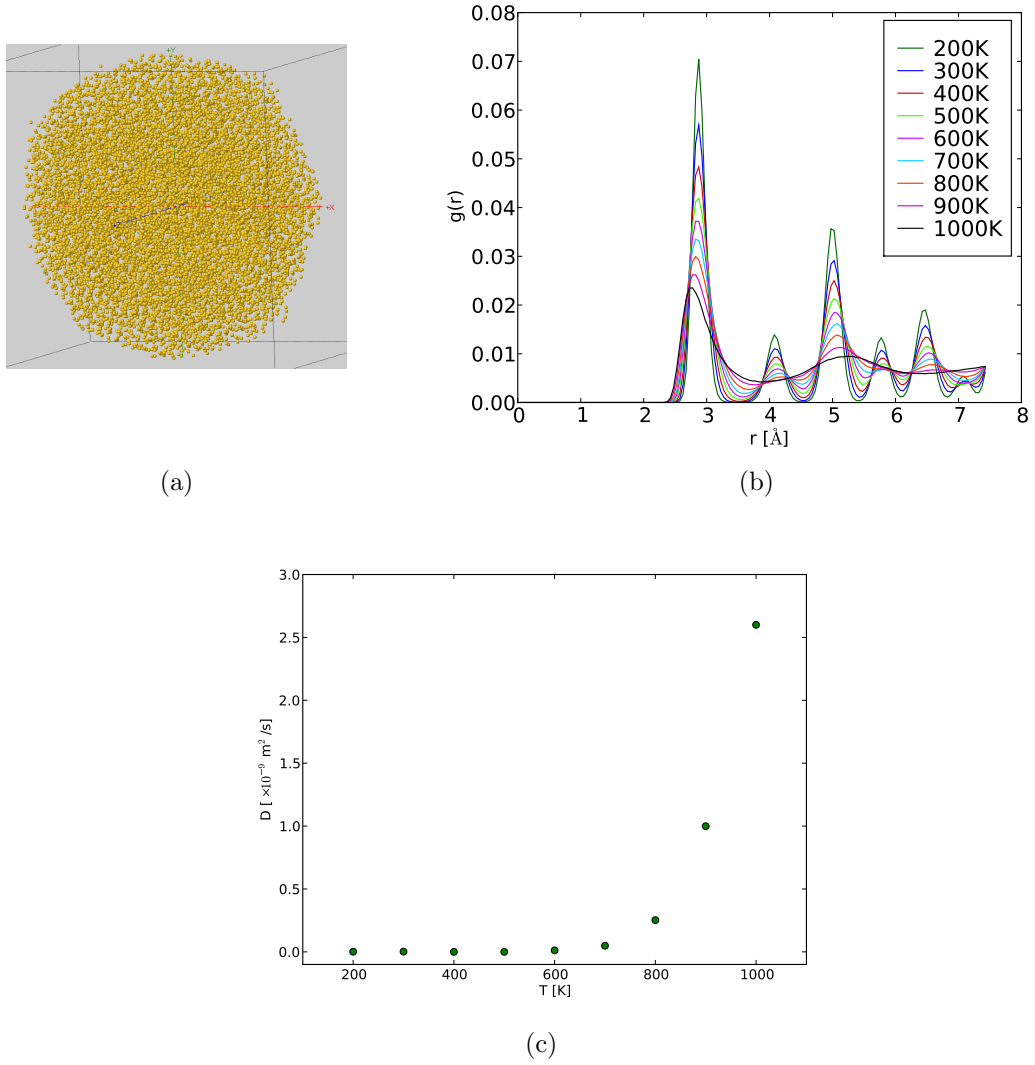 +Y
+X
(a)
0.08
0.07
0.06
0.05
0.04
0.03
0.02
0.01
0.00
g(r)
0 1 2 3 4 5 6 7 8
r [Å]
200K
300K
400K
500K
600K
700K
800K
900K
1000K
(b)
3.0
2.5
2.0
1.5
1.0
0.5
0.0
D [ ×10⁻⁹ m² /s]
200 400 600 800 1000
T [K]
(c)